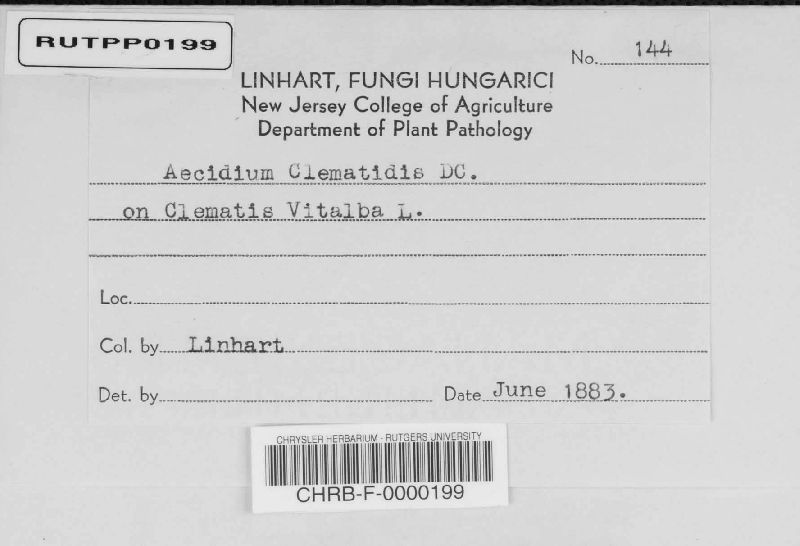 RUTPP0199
No. 144
LINHART, FUNGI HUNGARICI
New Jersey College of Agriculture
Department of Plant Pathology
Aecidium Clematidis DC.
on Clematis Vitalba L.
Loc.
Col. by Linhart
Det. by Date June 1883.
CHRYSLER HERBARIUM - RUTGERS UNIVERSITY
CHRB-F-0000199